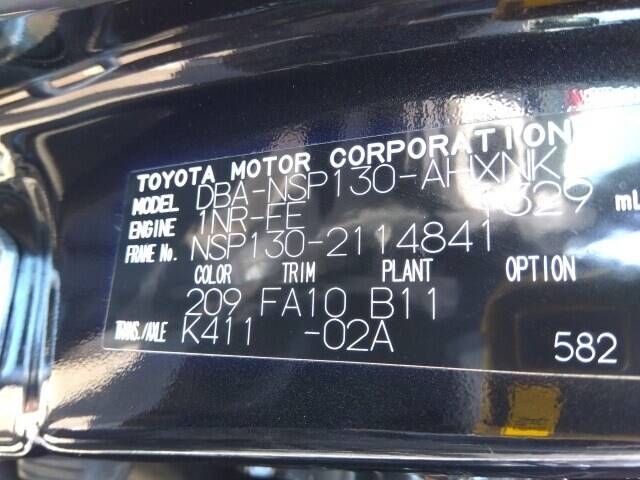 TOYOTA MOTOR CORPORATION
MODEL DBA-NSP130-AHXNK
ENGINE 1NR-FE 1329 mL
FRAME No. NSP130-2114841
COLOR TRIM PLANT OPTION
209 FA10 B11
TRANS./AXLE K411 -02A
582